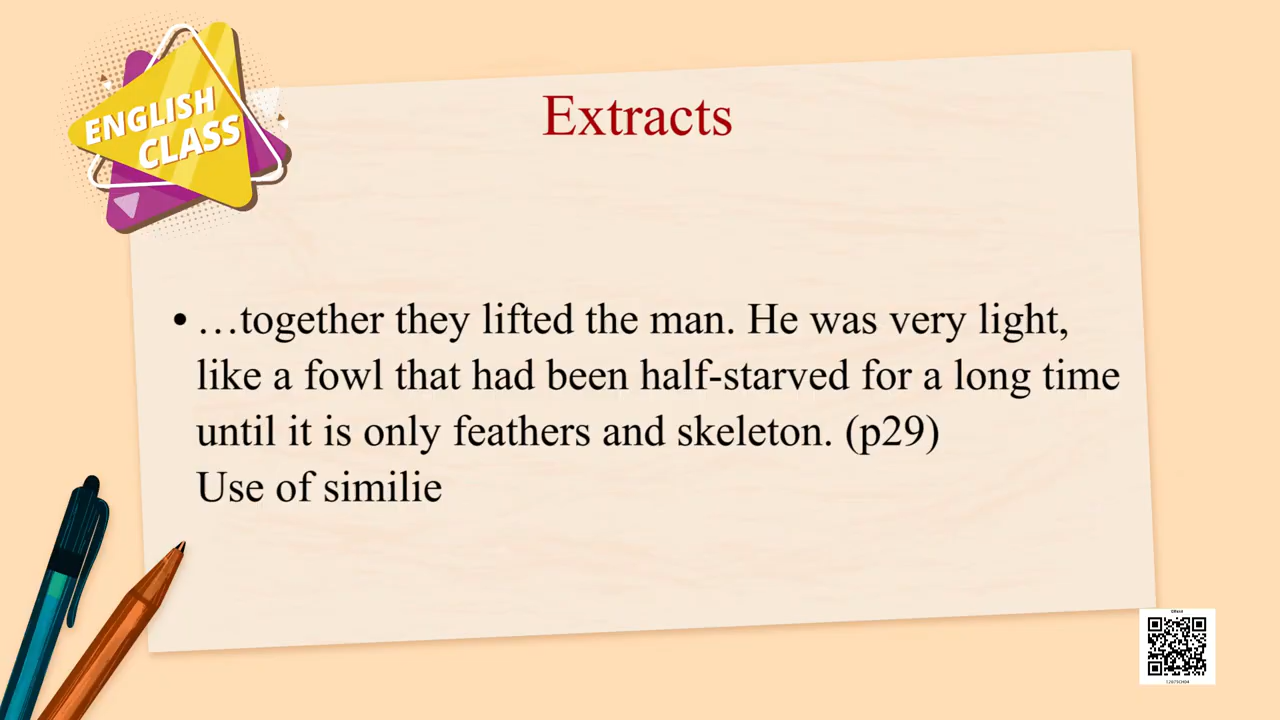 ENGLISH
CLASS
Extracts
• …together they lifted the man. He was very light,
like a fowl that had been half-starved for a long time
until it is only feathers and skeleton. (p29)
Use of similie